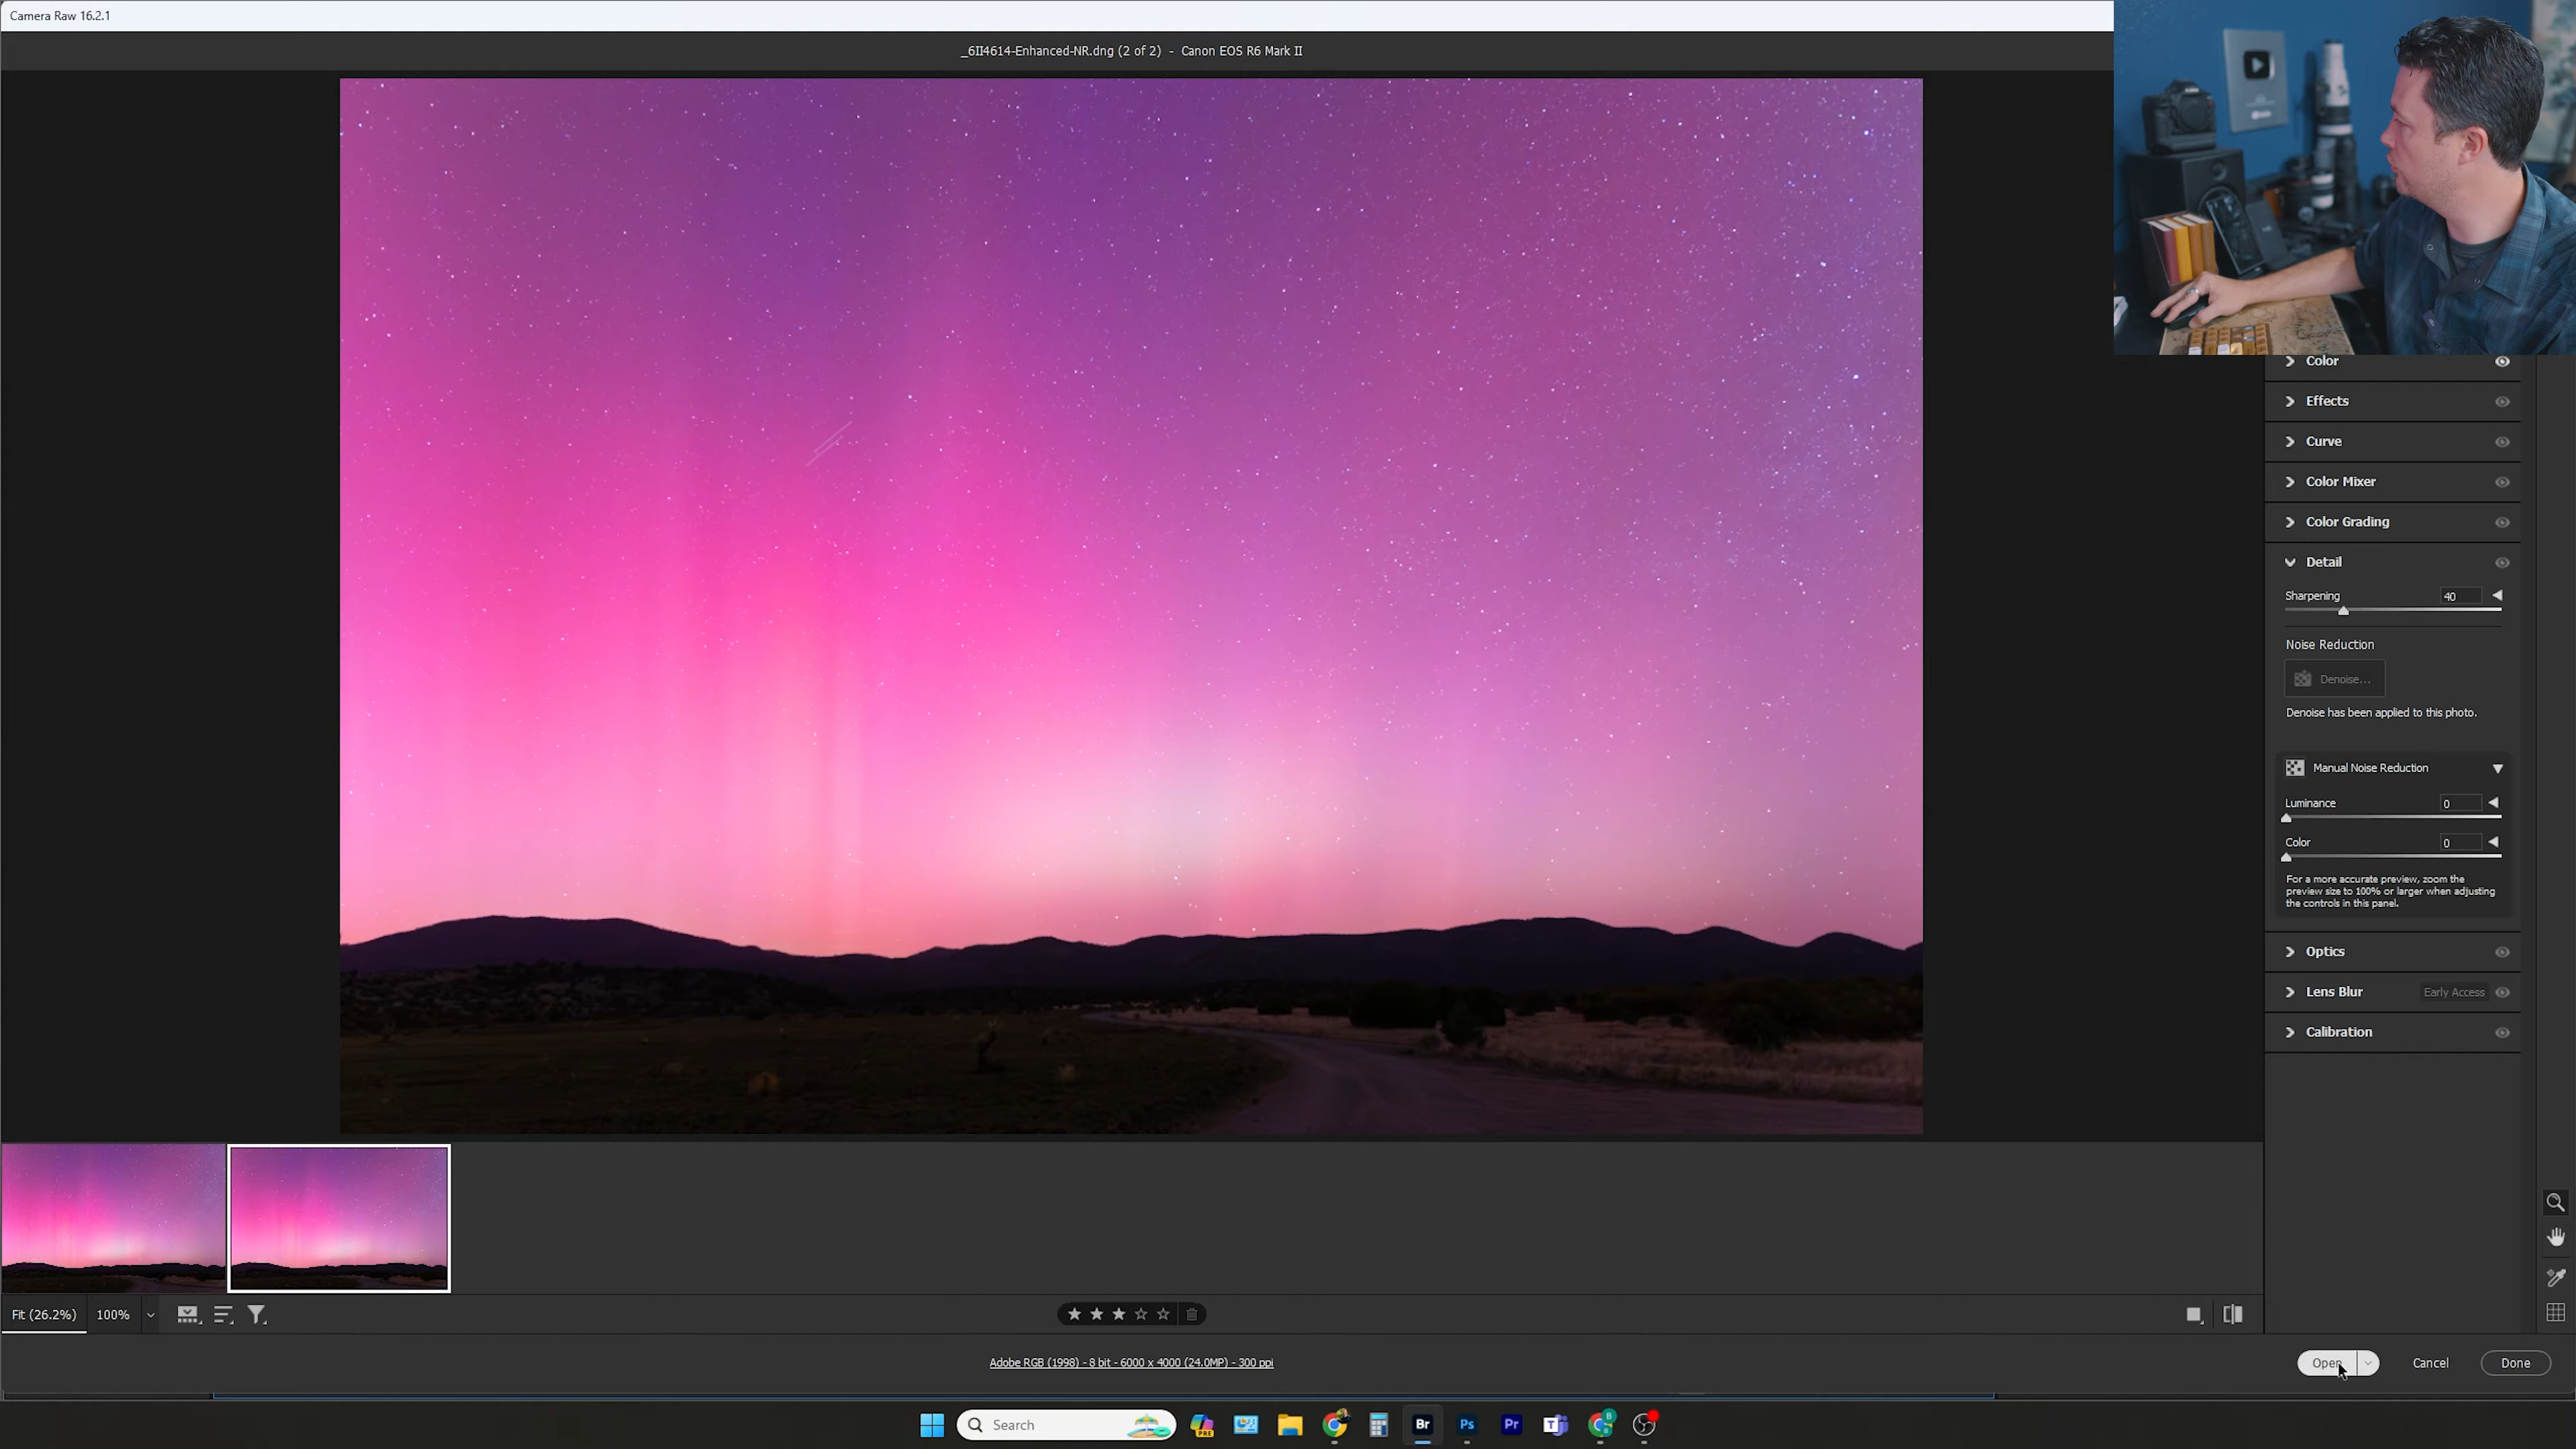 Camera Raw 16.2.1
_6II4614-Enhanced-NR.dng (2 of 2) - Canon EOS R6 Mark II
Color
Effects
Curve
Color Mixer
Color Grading
Detail
Sharpening 40
Noise Reduction
Denoise...
Denoise has been applied to this photo.
Manual Noise Reduction
Luminance 0
Color 0
For a more accurate preview, zoom the
preview size to 100% or larger when adjusting
the controls in this panel.
Optics
Lens Blur Early Access
Calibration
Fit (26.2%) 100%
Adobe RGB (1998) - 8 bit - 6000 x 4000 (24.0MP) - 300 ppi
Open Cancel Done
Search PRE Br Ps Pr T B